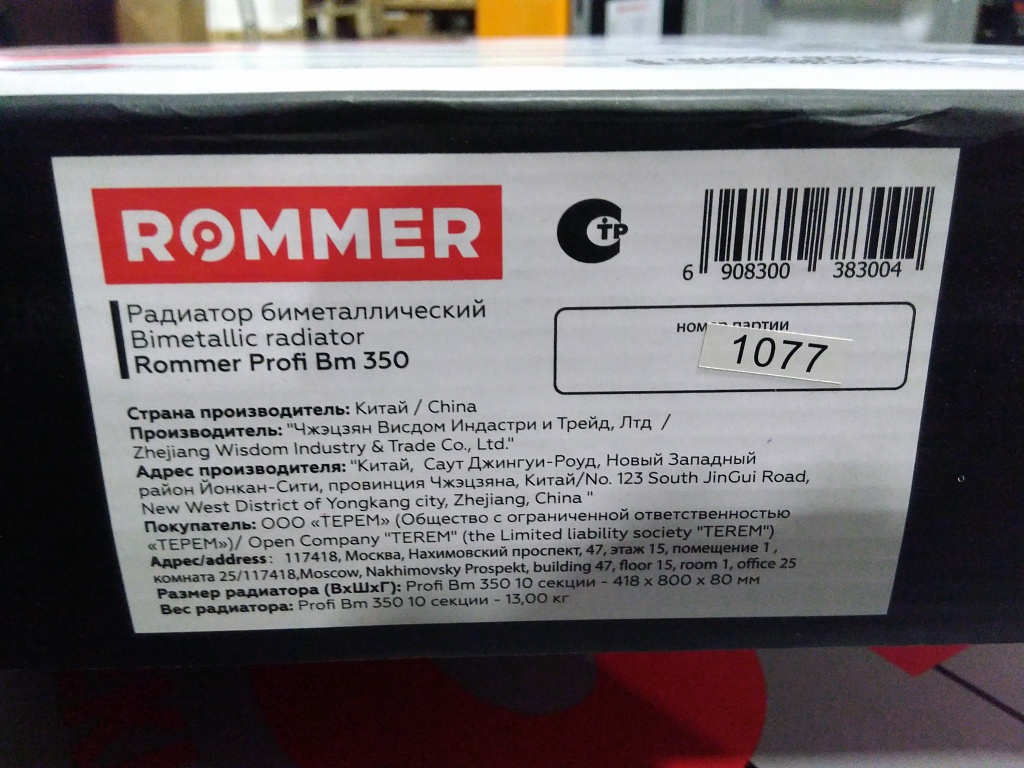 ROMMER
СТР
6 908300 383004
Радиатор биметаллический
Bimetallic radiator
Rommer Profi Bm 350
номер партии
1077
Страна производитель: Китай / China
Производитель: "Чжэцзян Висдом Индастри и Трейд, Лтд /
Zhejiang Wisdom Industry & Trade Co., Ltd."
Адрес производителя: "Китай, Саут Джингуи-Роуд, Новый Западный
район Йонкан-Сити, провинция Чжэцзяна, Китай/No. 123 South JinGui Road,
New West District of Yongkang city, Zhejiang, China "
Покупатель: ООО «ТЕРЕМ» (Общество с ограниченной ответственностью
«ТЕРЕМ»)/ Open Company "TEREM" (the Limited liability society "TEREM")
Адрес/address: 117418, Москва, Нахимовский проспект, 47, этаж 15, помещение 1 ,
комната 25/117418,Moscow, Nakhimovsky Prospekt, building 47, floor 15, room 1, office 25
Размер радиатора (ВхШхГ): Profi Bm 350 10 секции - 418 x 800 x 80 мм
Вес радиатора: Profi Bm 350 10 секции - 13,00 кг